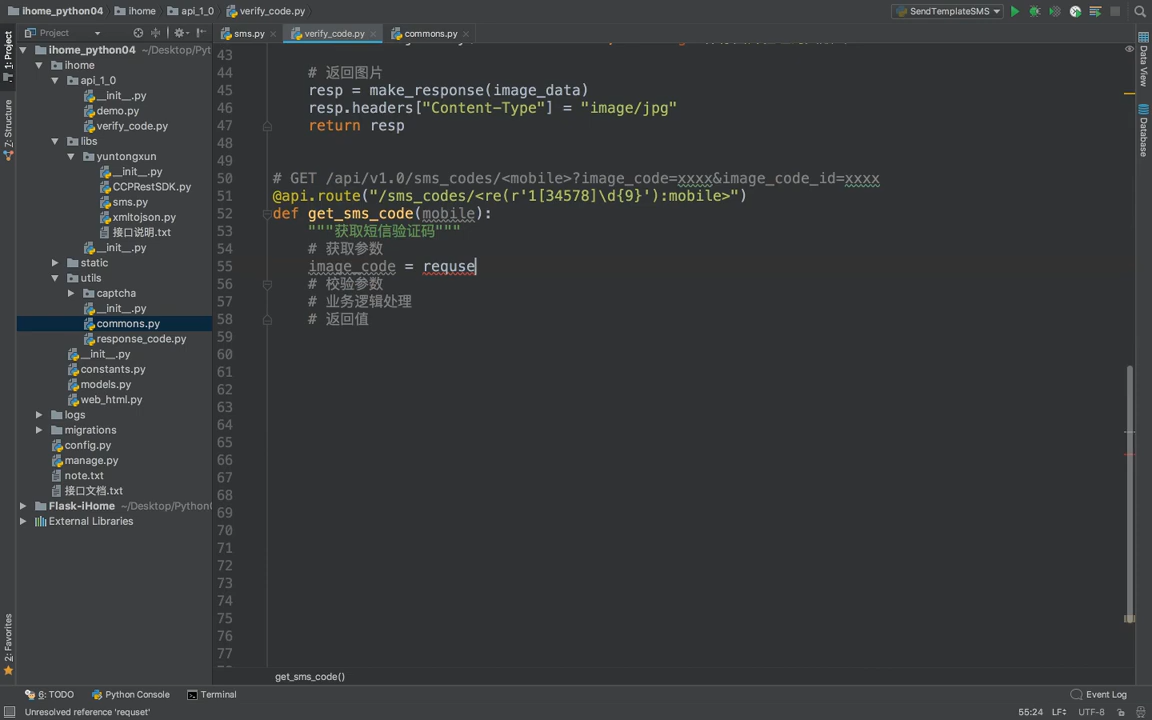 ihome_python04 ihome api_1_0 verify_code.py SendTemplateSMS
Project sms.py verify_code.py commons.py
ihome_python04 ~/Desktop/Pyt
ihome
api_1_0
__init__.py
demo.py
verify_code.py
libs
yuntongxun
__init__.py
CCPRestSDK.py
sms.py
xmltojson.py
接口说明.txt
__init__.py
static
utils
captcha
__init__.py
commons.py
response_code.py
__init__.py
constants.py
models.py
web_html.py
logs
migrations
config.py
manage.py
note.txt
接口文档.txt
Flask-iHome ~/Desktop/Python(
External Libraries
1: Project
7: Structure
2: Favorites
43
44 # 返回图片
45 resp = make_response(image_data)
46 resp.headers["Content-Type"] = "image/jpg"
47 return resp
48
49
50 # GET /api/v1.0/sms_codes/<mobile>?image_code=xxxx&image_code_id=xxxx
51 @api.route("/sms_codes/<re(r'1[34578]\d{9}'):mobile>")
52 def get_sms_code(mobile):
53 """获取短信验证码"""
54 # 获取参数
55 image_code = requse
56 # 校验参数
57 # 业务逻辑处理
58 # 返回值
59
60
61
62
63
64
65
66
67
68
69
70
71
72
73
74
75
76
77
Data View
Database
get_sms_code()
6: TODO Python Console Terminal Event Log
Unresolved reference 'requset' 55:24 LF UTF-8